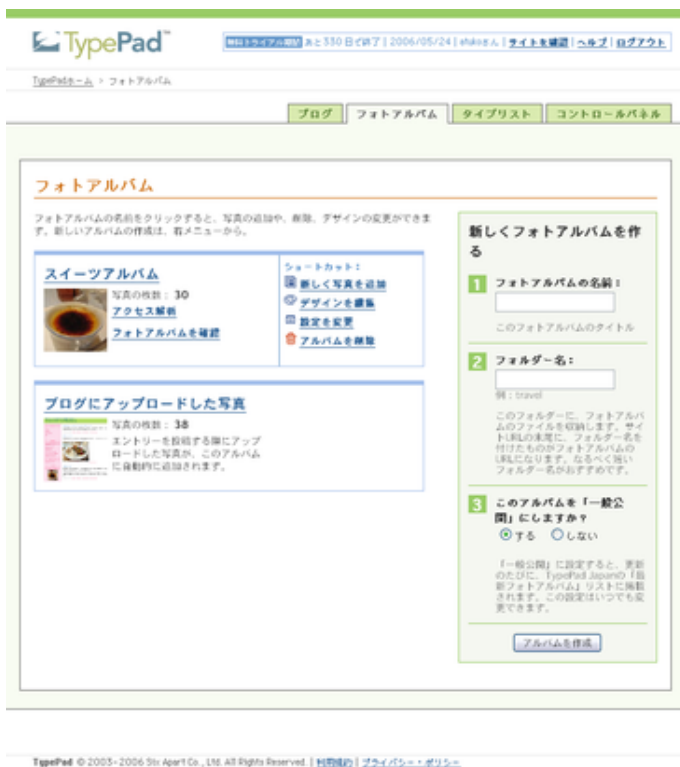 TypePad
無料トライアル期間 あと330日で終了 | 2006/05/24 | さん | サイトを確認 | ヘルプ | ログアウト
TypePadホーム > フォトアルバム
ブログ フォトアルバム タイプリスト コントロールパネル
フォトアルバム
フォトアルバムの名前をクリックすると、写真の追加や、削除、デザインの変更ができま
す。新しいアルバムの作成は、右メニューから。
スイーツアルバム
写真の枚数: 30
アクセス解析
フォトアルバムを確認
ショートカット:
新しく写真を追加
デザインを編集
設定を変更
アルバムを削除
ブログにアップロードした写真
写真の枚数: 38
エントリーを投稿する際にアップ
ロードした写真が、このアルバム
に自動的に追加されます。
新しくフォトアルバムを作
る
1 フォトアルバムの名前:
このフォトアルバムのタイトル
2 フォルダー名:
例:travel
このフォルダーに、フォトアルバ
ムのファイルを収納します。サイ
トURLの末尾に、フォルダー名を
付けたものがフォトアルバムの
URLになります。なるべく短い
フォルダー名がおすすめです。
3 このアルバムを「一般公
開」にしますか?
する しない
「一般公開」に設定すると、更新
のたびに、TypePad Japanの「最
新フォトアルバム」リストに掲載
されます。この設定はいつでも変
更できます。
アルバムを作成
TypePad © 2003-2006 Six Apart Co., Ltd. All Rights Reserved. | 利用規約 | プライバシー・ポリシー